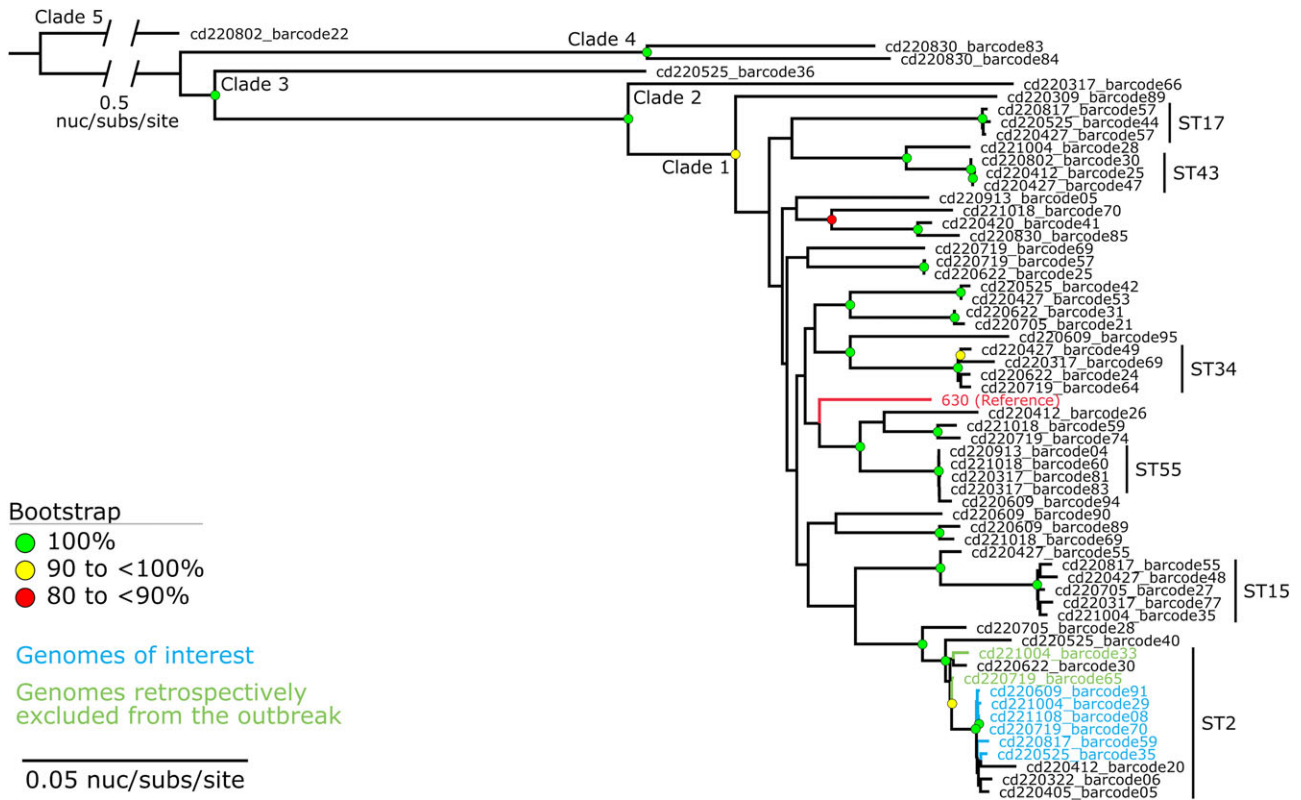 Clade 5
cd220802_barcode22
Clade 4
cd220830_barcode83
cd220830_barcode84
cd220525_barcode36
Clade 3
0.5
nuc/subs/site
cd220317_barcode66
Clade 2
cd220309_barcode89
cd220817_barcode57
cd220525_barcode44
cd220427_barcode57
ST17
Clade 1
cd221004_barcode28
cd220802_barcode30
cd220412_barcode25
cd220427_barcode47
ST43
cd220913_barcode05
cd221018_barcode70
cd220420_barcode41
cd220830_barcode85
cd220719_barcode69
cd220719_barcode57
cd220622_barcode25
cd220525_barcode42
cd220427_barcode53
cd220622_barcode31
cd220705_barcode21
cd220609_barcode95
cd220427_barcode49
cd220317_barcode69
cd220622_barcode24
cd220719_barcode64
ST34
630 (Reference)
cd220412_barcode26
cd221018_barcode59
cd220719_barcode74
cd220913_barcode04
cd221018_barcode60
cd220317_barcode81
cd220317_barcode83
cd220609_barcode94
ST55
cd220609_barcode90
cd220609_barcode89
cd221018_barcode69
cd220427_barcode55
cd220817_barcode55
cd220427_barcode48
cd220705_barcode27
cd220317_barcode77
cd221004_barcode35
ST15
cd220705_barcode28
cd220525_barcode40
cd221004_barcode33
cd220622_barcode30
cd220719_barcode65
cd220609_barcode91
cd221004_barcode29
cd221108_barcode08
cd220719_barcode70
cd220817_barcode59
cd220525_barcode35
cd220412_barcode20
cd220322_barcode06
cd220405_barcode05
ST2
Bootstrap
100%
90 to <100%
80 to <90%
Genomes of interest
Genomes retrospectively
excluded from the outbreak
0.05 nuc/subs/site